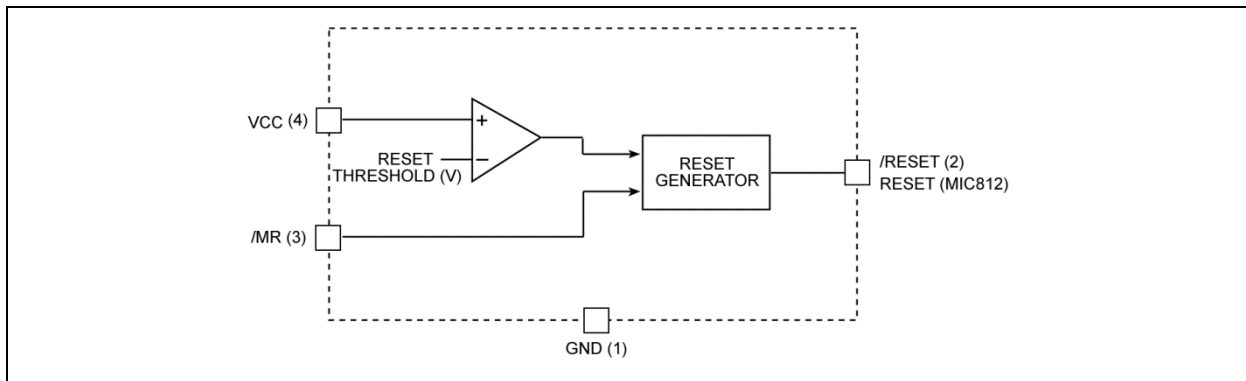 VCC (4)
+
RESET
THRESHOLD (V)
−
RESET
GENERATOR
/RESET (2)
RESET (MIC812)
/MR (3)
GND (1)